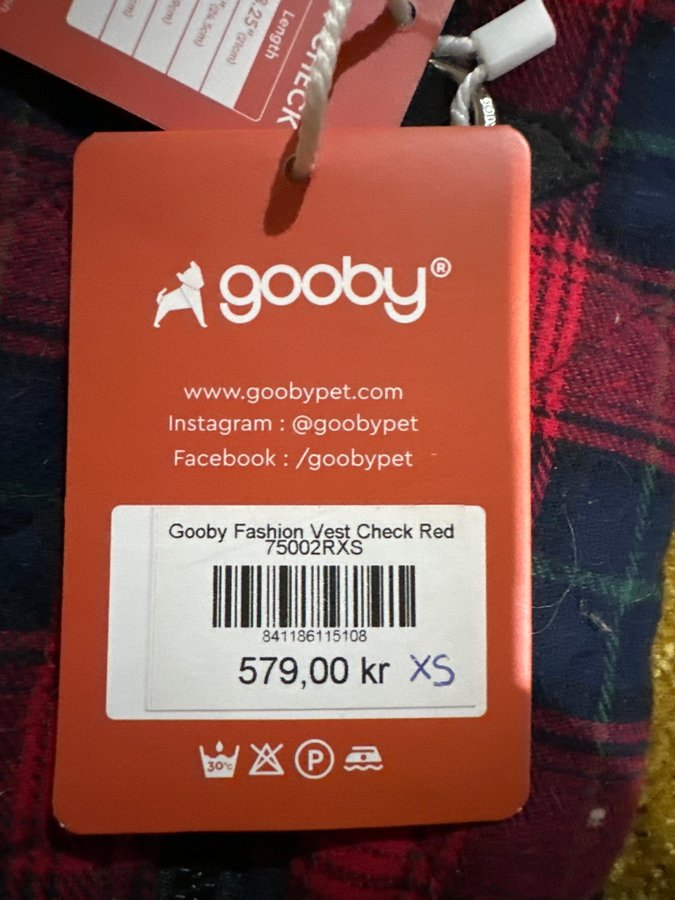 CHECK
Length
gooby®
www.goobypet.com
Instagram : @goobypet
Facebook : /goobypet
Gooby Fashion Vest Check Red
75002RXS
841186115108
579,00 kr XS
30°C
P